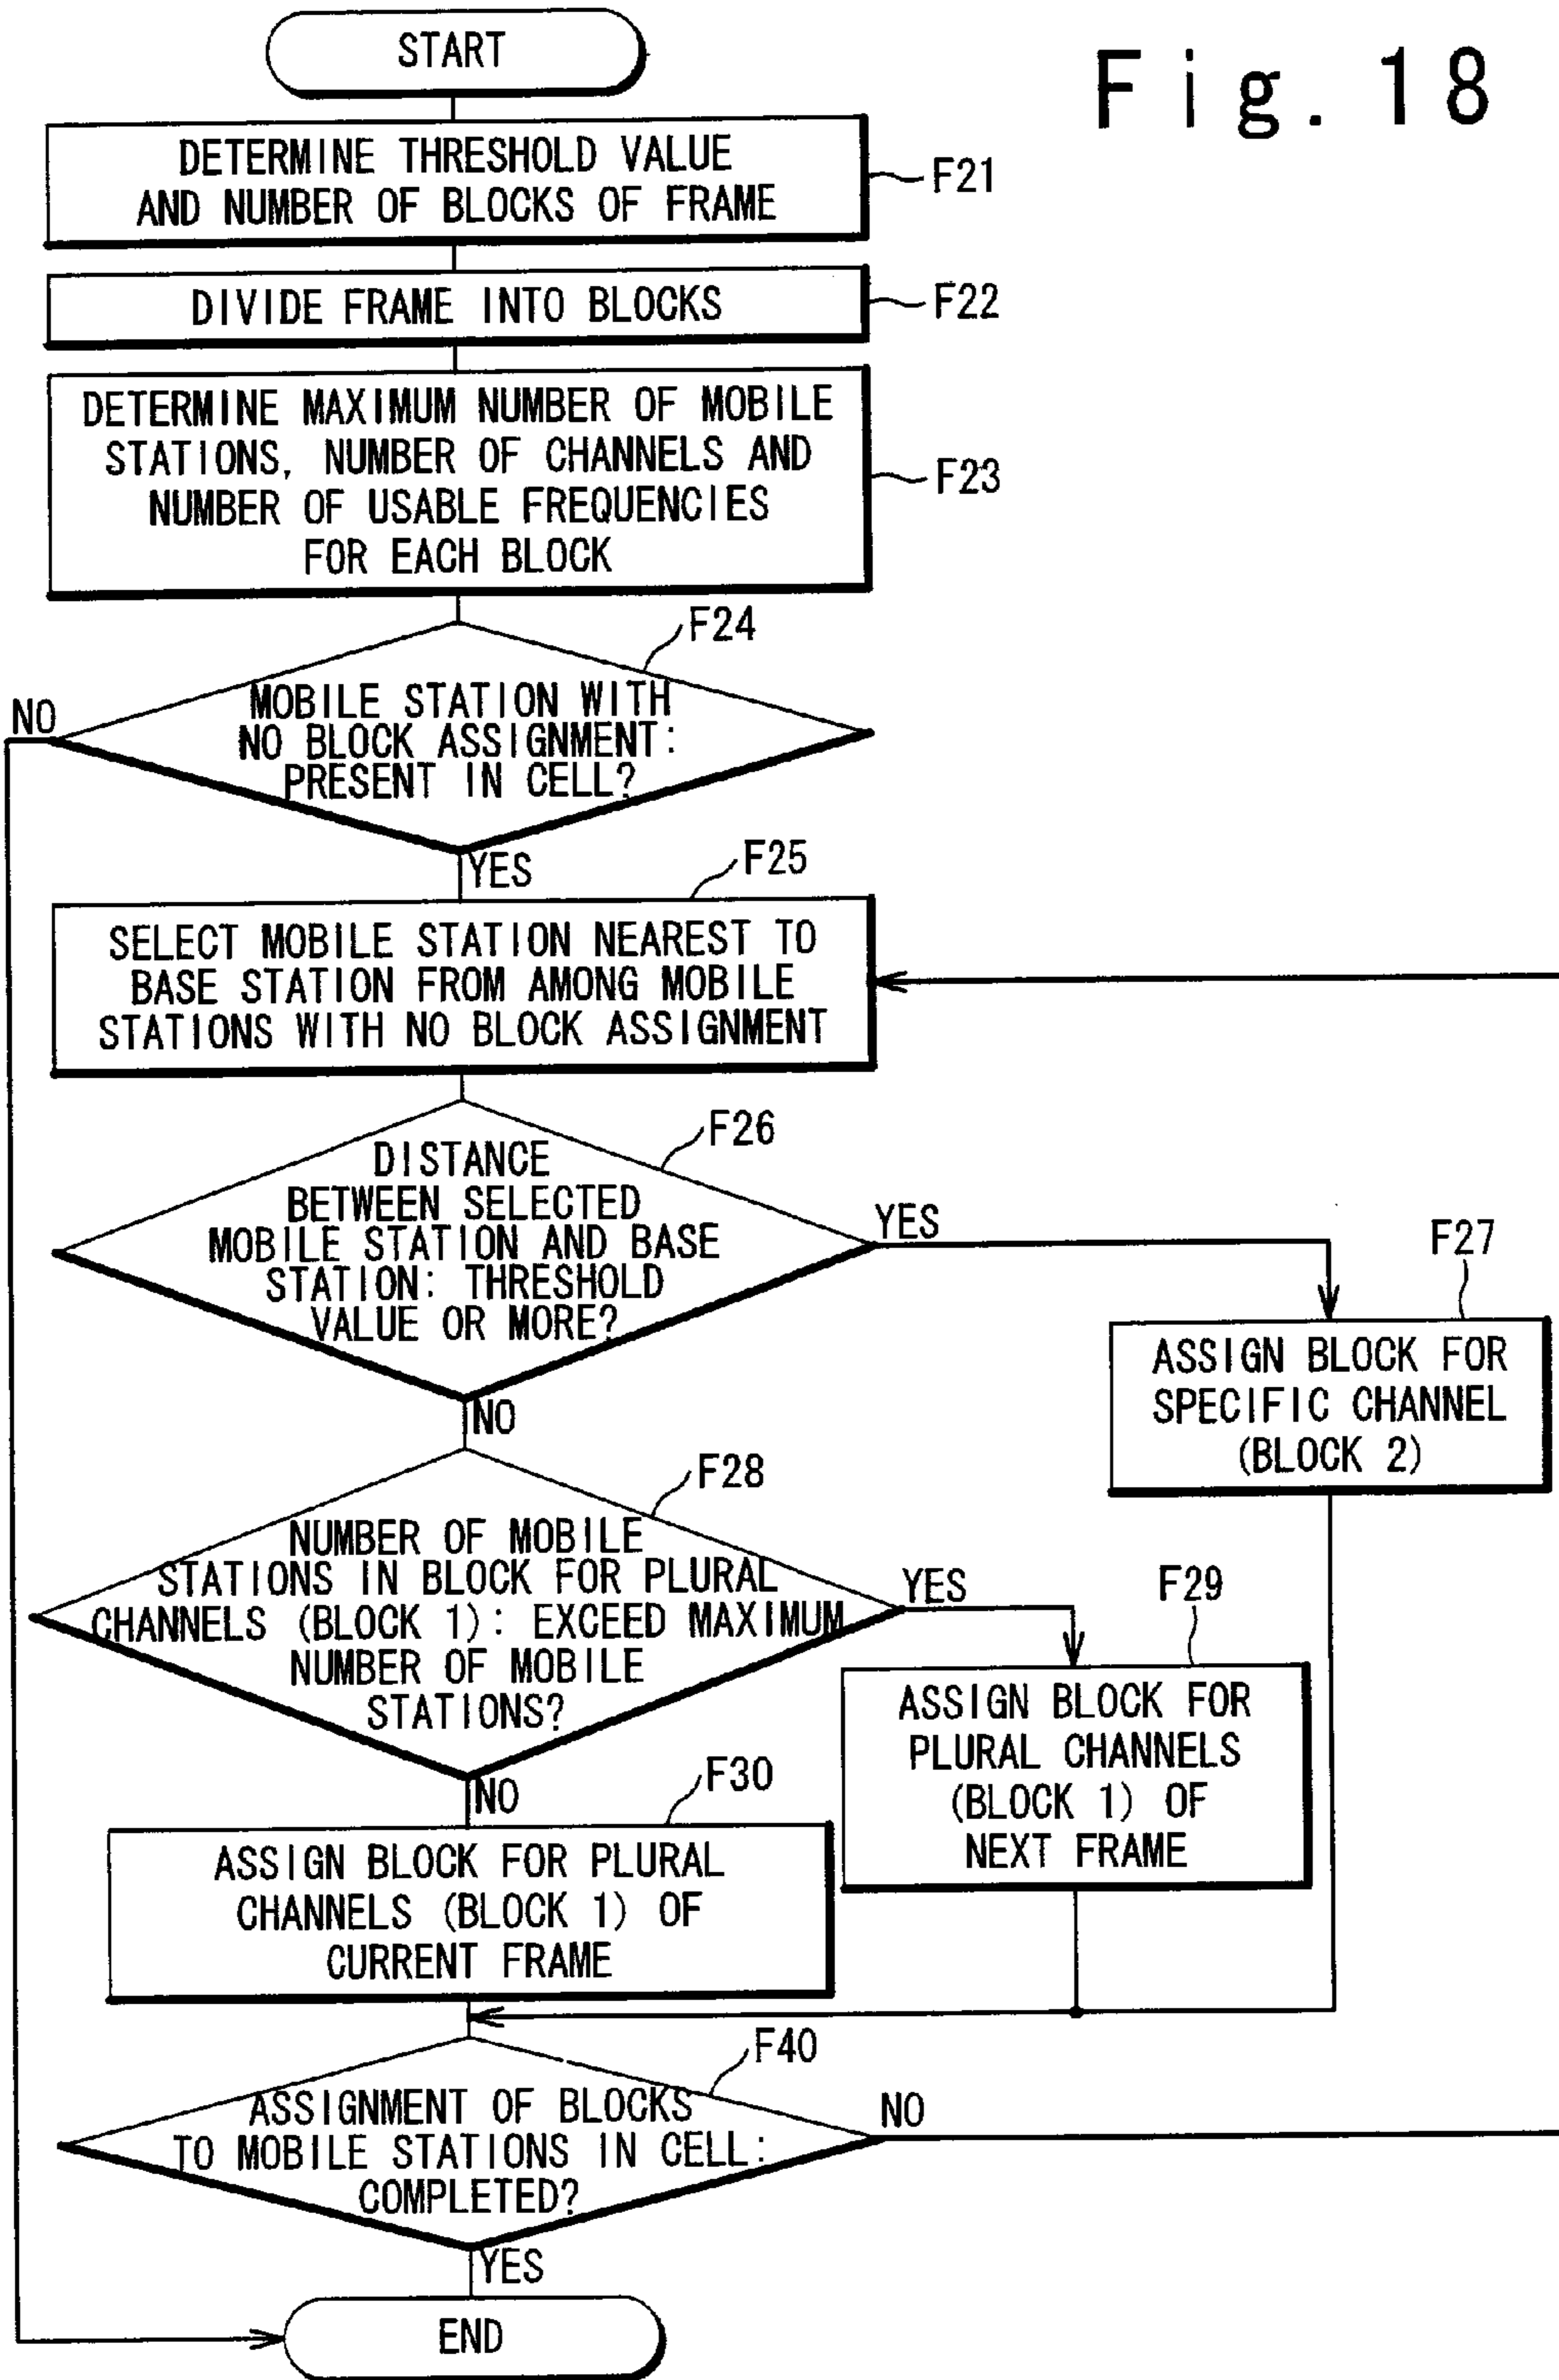 START
Fig. 18
DETERMINE THRESHOLD VALUE
AND NUMBER OF BLOCKS OF FRAME
F21
DIVIDE FRAME INTO BLOCKS
F22
DETERMINE MAXIMUM NUMBER OF MOBILE
STATIONS, NUMBER OF CHANNELS AND
NUMBER OF USABLE FREQUENCIES
FOR EACH BLOCK
F23
F24
MOBILE STATION WITH
NO BLOCK ASSIGNMENT:
PRESENT IN CELL?
NO
YES
F25
SELECT MOBILE STATION NEAREST TO
BASE STATION FROM AMONG MOBILE
STATIONS WITH NO BLOCK ASSIGNMENT
F26
DISTANCE
BETWEEN SELECTED
MOBILE STATION AND BASE
STATION: THRESHOLD
VALUE OR MORE?
YES
NO
F27
ASSIGN BLOCK FOR
SPECIFIC CHANNEL
(BLOCK 2)
F28
NUMBER OF MOBILE
STATIONS IN BLOCK FOR PLURAL
CHANNELS (BLOCK 1): EXCEED MAXIMUM
NUMBER OF MOBILE
STATIONS?
YES
NO
F29
ASSIGN BLOCK FOR
PLURAL CHANNELS
(BLOCK 1) OF
NEXT FRAME
F30
ASSIGN BLOCK FOR PLURAL
CHANNELS (BLOCK 1) OF
CURRENT FRAME
F40
ASSIGNMENT OF BLOCKS
TO MOBILE STATIONS IN CELL:
COMPLETED?
NO
YES
END